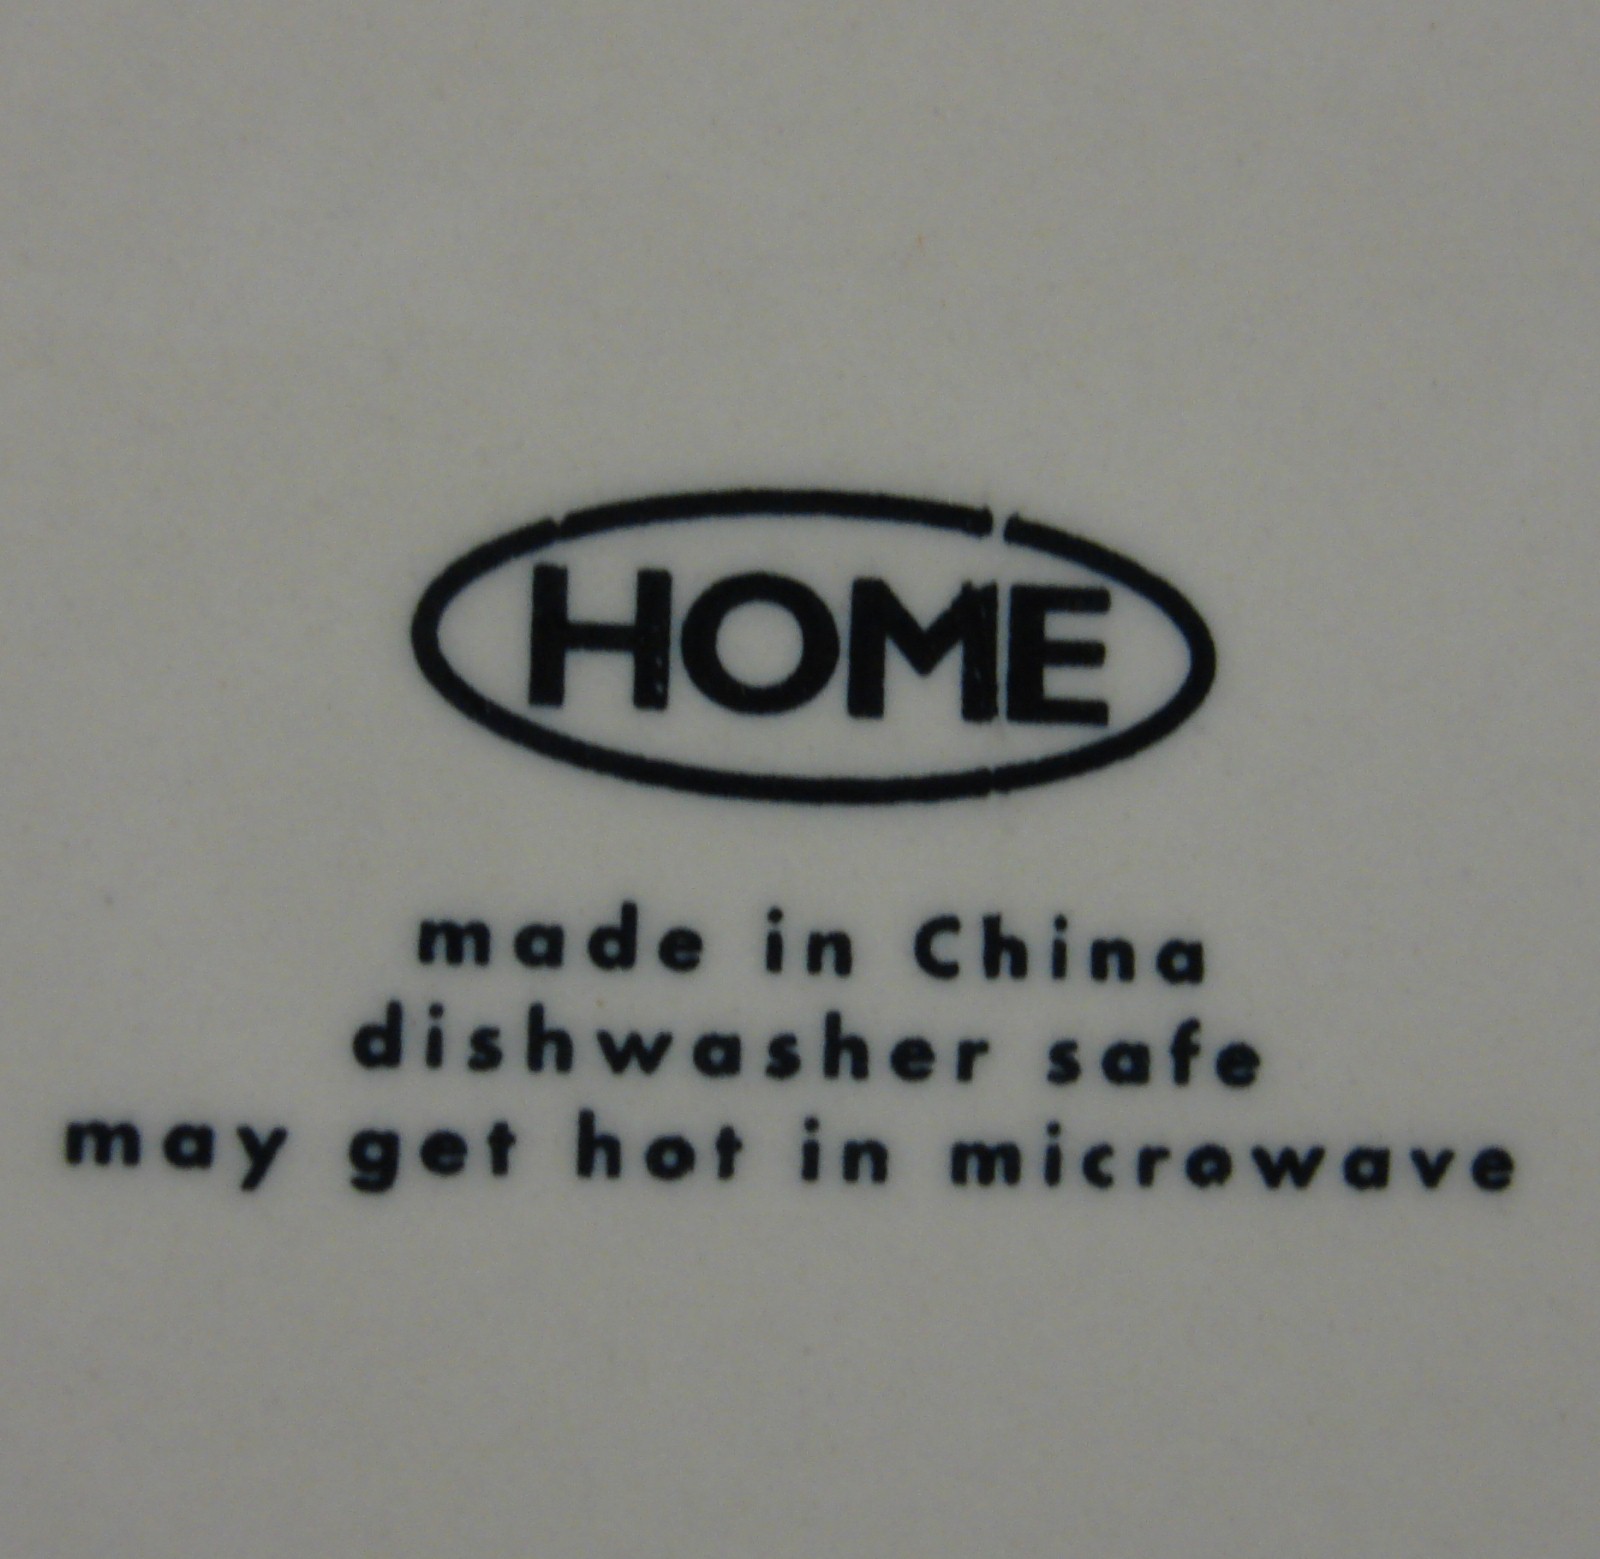 HOME
made in China
dishwasher safe
may get hot in microwave